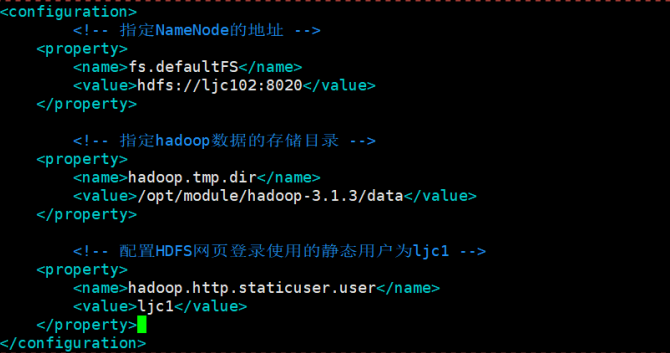 <configuration>
<!-- 指定NameNode的地址 -->
<property>
<name>fs.defaultFS</name>
<value>hdfs://ljc102:8020</value>
</property>
<!-- 指定hadoop数据的存储目录 -->
<property>
<name>hadoop.tmp.dir</name>
<value>/opt/module/hadoop-3.1.3/data</value>
</property>
<!-- 配置HDFS网页登录使用的静态用户为ljc1 -->
<property>
<name>hadoop.http.staticuser.user</name>
<value>ljc1</value>
</property>
</configuration>